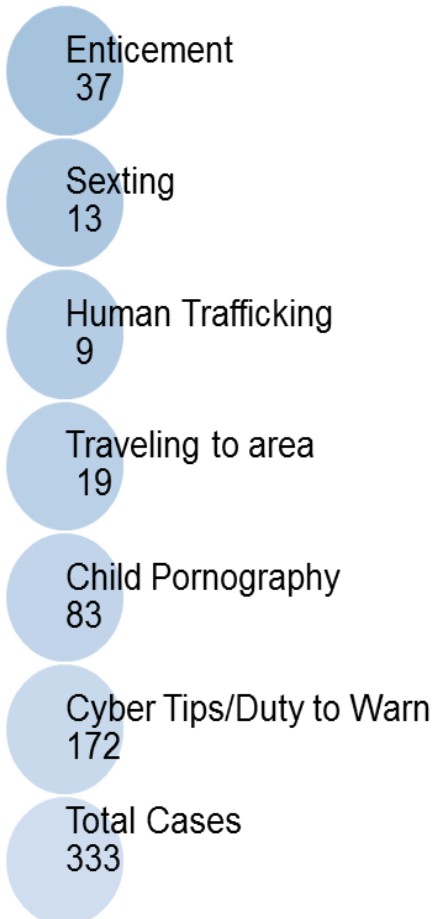 Enticement
37
Sexting
13
Human Trafficking
9
Traveling to area
19
Child Pornography
83
Cyber Tips/Duty to Warn
172
Total Cases
333